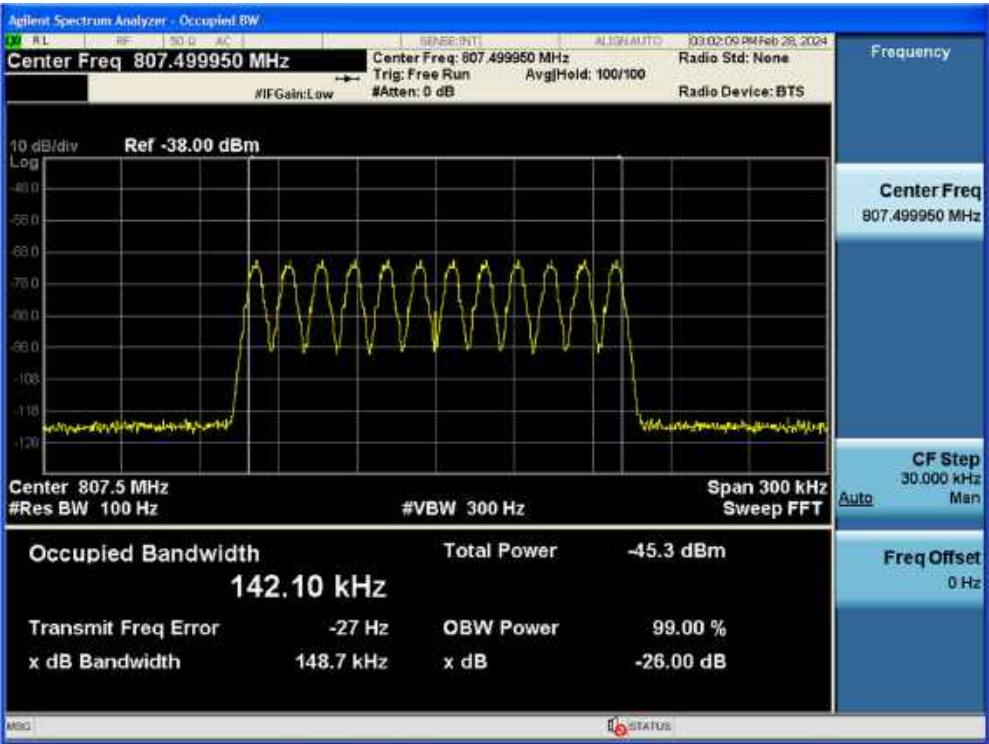 Agilent Spectrum Analyzer - Occupied BW
RL RF 50 Ω AC SENSE:INT ALIGN AUTO 03:02:09 PM Feb 28, 2024
Center Freq 807.499950 MHz
Center Freq: 807.499950 MHz Radio Std: None
Trig: Free Run Avg|Hold: 100/100
#IFGain:Low #Atten: 0 dB Radio Device: BTS
Frequency
10 dB/div Ref -38.00 dBm
Log
-48.0
-58.0
-68.0
-78.0
-88.0
-98.0
-108
-118
-128
Center Freq
807.499950 MHz
Center 807.5 MHz Span 300 kHz
#Res BW 100 Hz #VBW 300 Hz Sweep FFT
CF Step
30.000 kHz
Auto Man
Occupied Bandwidth Total Power -45.3 dBm
142.10 kHz
Transmit Freq Error -27 Hz OBW Power 99.00 %
x dB Bandwidth 148.7 kHz x dB -26.00 dB
Freq Offset
0 Hz
MSG STATUS